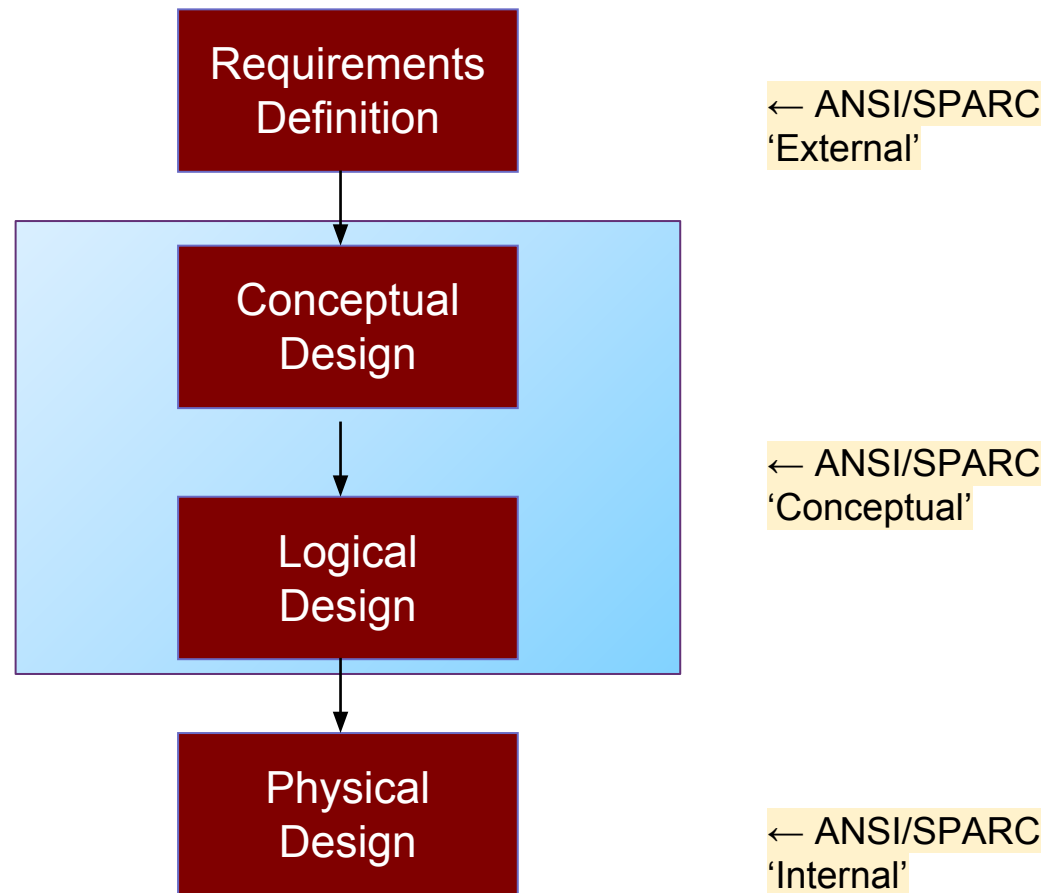 Requirements
Definition
← ANSI/SPARC
‘External’
Conceptual
Design
← ANSI/SPARC
‘Conceptual’
Logical
Design
Physical
Design
← ANSI/SPARC
‘Internal’